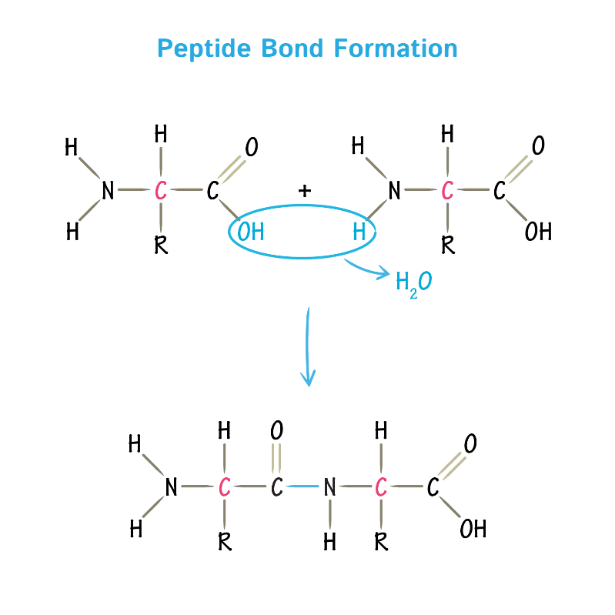 Peptide Bond Formation
H H O H H O
N C C + N C C
H R OH H R OH
H₂O
H H O H O
N C C N C C
H R H R OH